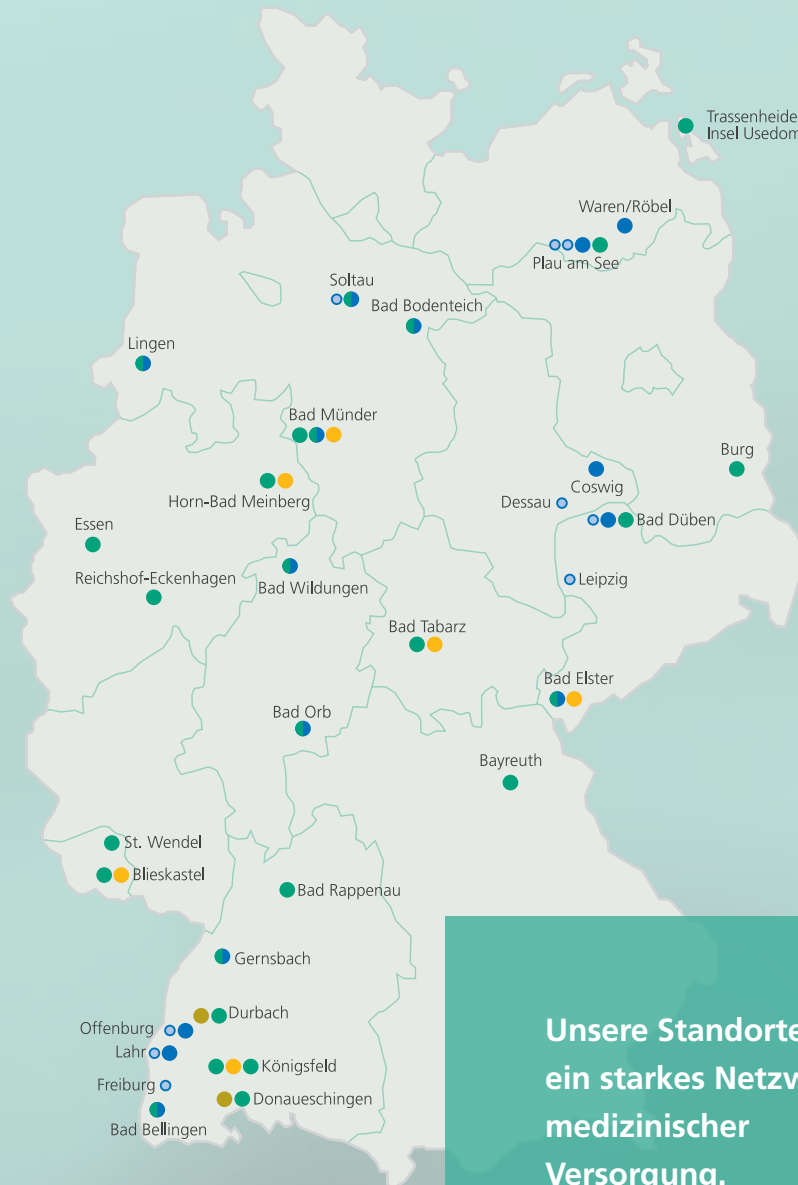 Trassenheide
Insel Usedom
Waren/Röbel
Plau am See
Soltau
Bad Bodenteich
Lingen
Bad Münder
Horn-Bad Meinberg
Burg
Coswig
Dessau
Bad Düben
Essen
Reichshof-Eckenhagen
Bad Wildungen
Leipzig
Bad Tabarz
Bad Elster
Bad Orb
Bayreuth
St. Wendel
Blieskastel
Bad Rappenau
Gernsbach
Durbach
Offenburg
Lahr
Königsfeld
Freiburg
Donaueschingen
Bad Bellingen
Unsere Standorte
ein starkes Netzw
medizinischer
Versorgung.